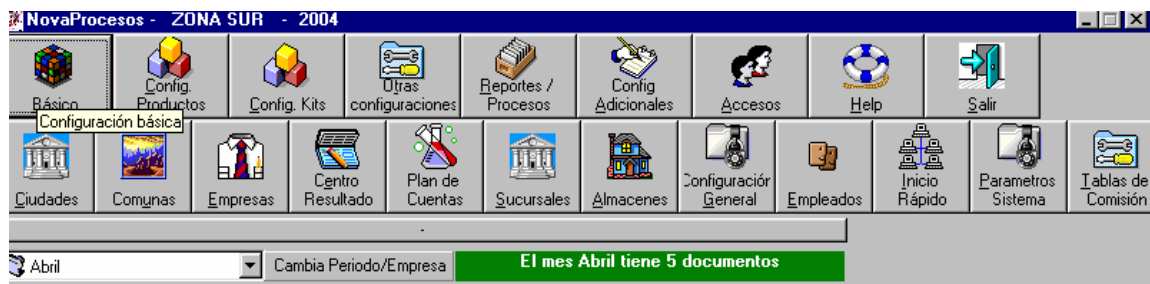 NovaProcesos - ZONA SUR - 2004
Básico
Config. Productos
Config. Kits
Otras configuraciones
Reportes / Procesos
Config Adicionales
Accesos
Help
Salir
Configuración básica
Ciudades
Comunas
Empresas
Centro Resultado
Plan de Cuentas
Sucursales
Almacenes
Configuración General
Empleados
Inicio Rápido
Parametros Sistema
Tablas de Comisión
-
Abril
Cambia Periodo/Empresa
El mes Abril tiene 5 documentos